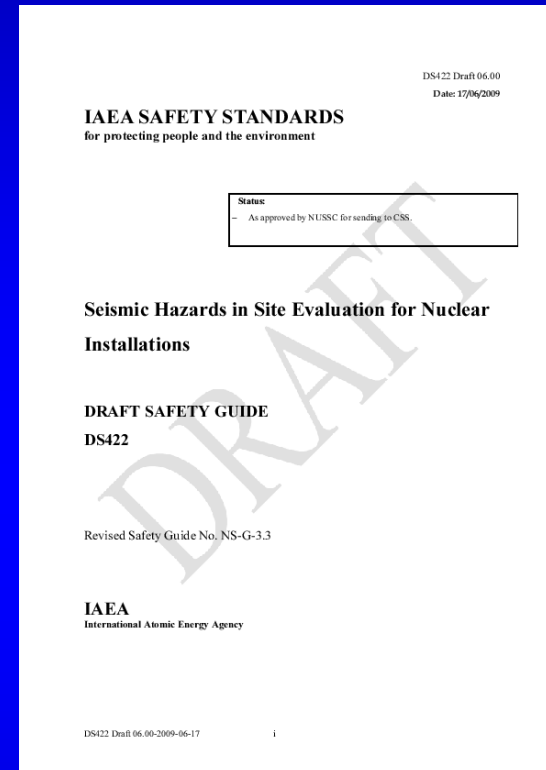 DS422 Draft 06.00
Date: 17/06/2009
IAEA SAFETY STANDARDS
for protecting people and the environment
Status:
– As approved by NUSSC for sending to CSS.
Seismic Hazards in Site Evaluation for Nuclear
Installations
DRAFT SAFETY GUIDE
DS422
Revised Safety Guide No. NS-G-3.3
IAEA
International Atomic Energy Agency
DS422 Draft 06.00-2009-06-17 i
DRAFT